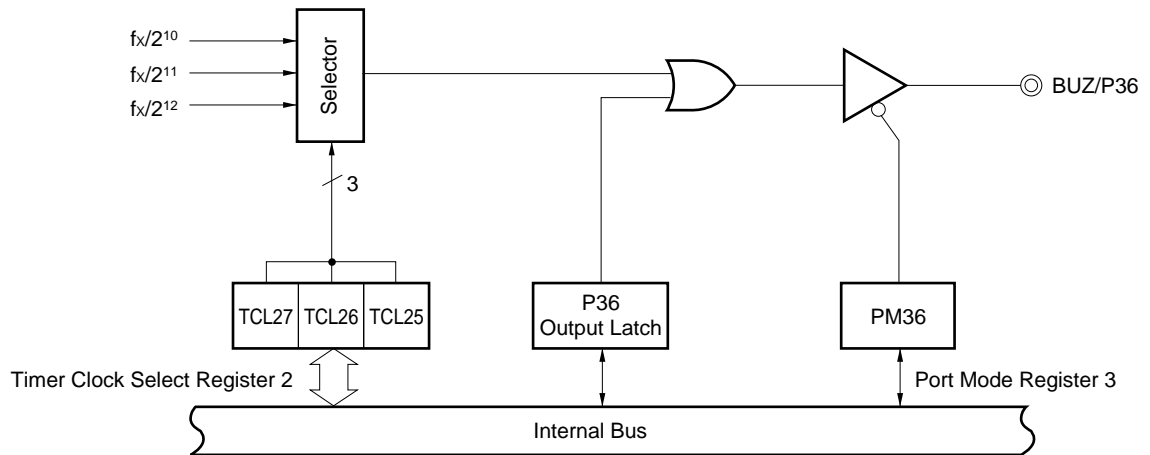 fX/2¹⁰
fX/2¹¹
fX/2¹²
Selector
BUZ/P36
3
TCL27 TCL26 TCL25
P36
Output Latch
PM36
Timer Clock Select Register 2
Port Mode Register 3
Internal Bus